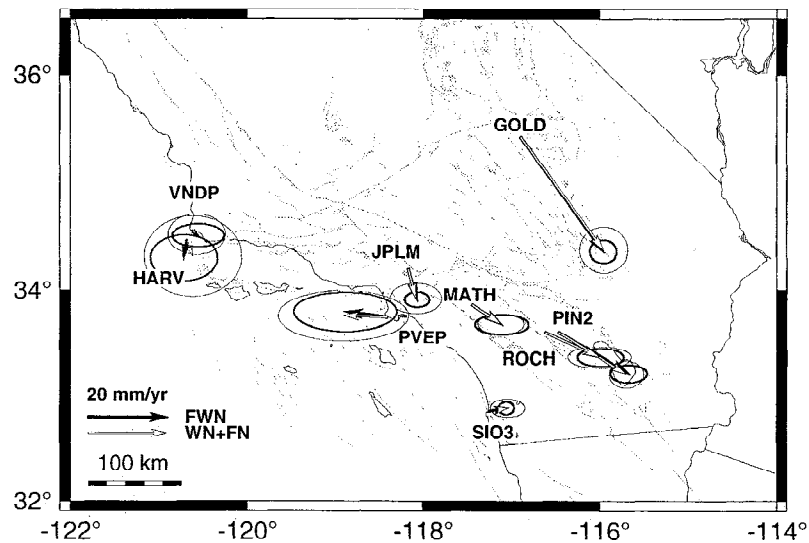 36°
GOLD
VNDP
34°
JPLM
HARV
MATH
PIN2
PVEP
ROCH
20 mm/yr
FWN
WN+FN
SIO3
100 km
32°
-122°
-120°
-118°
-116°
-114°